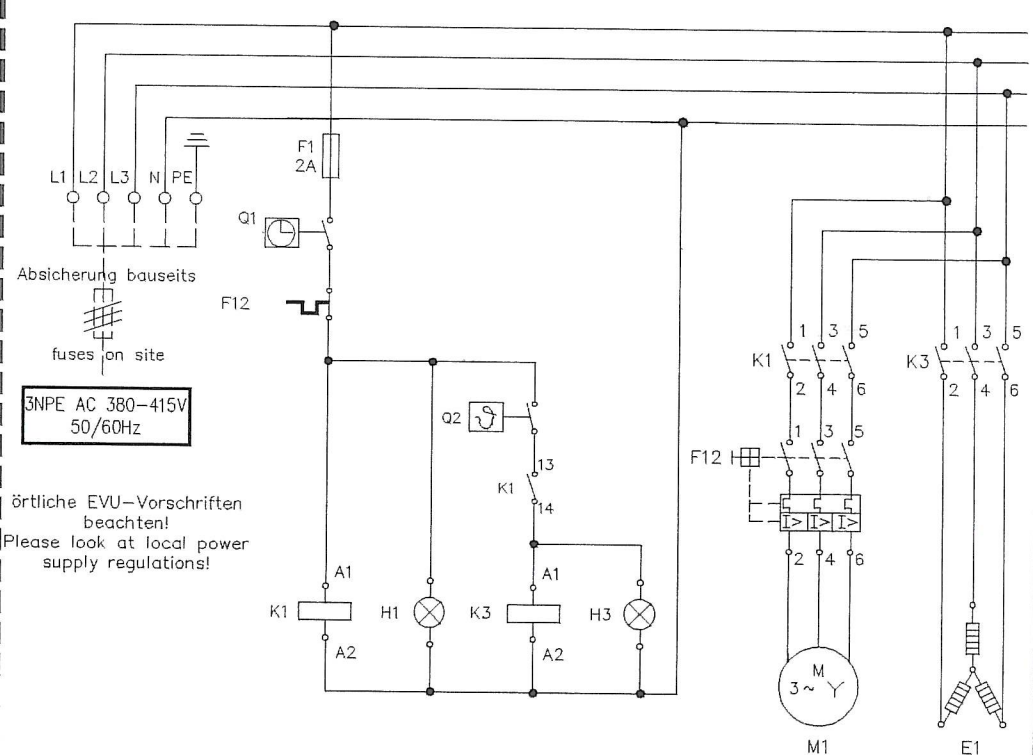 F1
2A
L1 L2 L3 N PE
Q1
Absicherung bauseits
F12
fuses on site
3NPE AC 380-415V
50/60Hz
örtliche EVU-Vorschriften
beachten!
Please look at local power
supply regulations!
Q2
13
K1
14
A1
K1
A2
H1
A1
K3
A2
H3
1 3 5
K1
2 4 6
1 3 5
F12
I> I> I>
2 4 6
M
3~ Y
M1
1 3 5
K3
2 4 6
E1